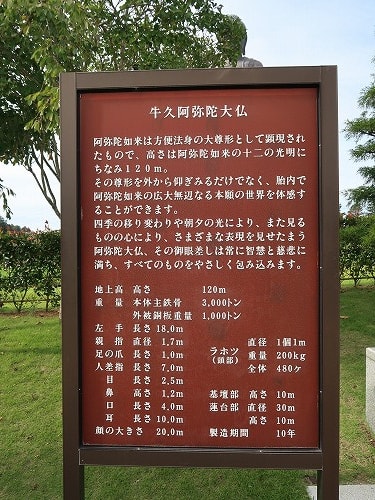 牛久阿弥陀大仏
阿弥陀如来は方便法身の大尊形として顕現され
たもので、高さは阿弥陀如来の十二の光明に
ちなみ120m。
その尊形を外から仰ぎみるだけでなく、胎内で
阿弥陀如来の広大無辺なる本願の世界を体感す
ることができます。
四季の移り変わりや朝夕の光により、また見る
ものの心により、さまざまな表現を見せたまう
阿弥陀大仏、その御眼差しは常に智慧と慈悲に
満ち、すべてのものをやさしく包み込みます。
地上高 高さ 120m
重量 本体主鉄骨 3,000トン
外被銅板重量 1,000トン
左手 長さ 18,0m
親指 直径 1,7m
足の爪 長さ 1,0m
人差指 長さ 7,0m
目 長さ 2,5m
鼻 高さ 1,2m
口 長さ 4,0m
耳 長さ 10,0m
顔の大きさ 20,0m
ラホツ (頭部) 直径 1個1m
重量 200kg
全体 480ヶ
基壇部 高さ 10m
蓮台部 直径 30m
高さ 10m
製造期間 10年